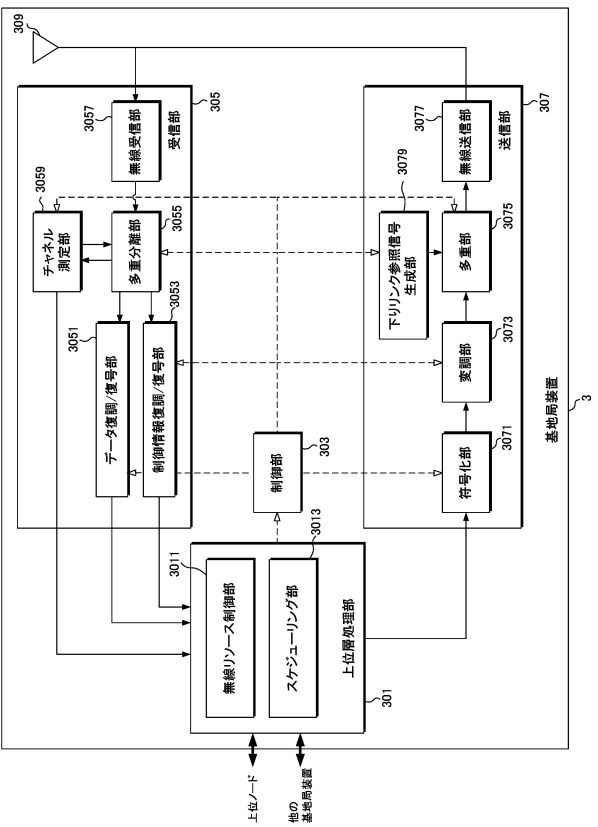 309
305
3057
無線受信部
受信部
3059
チャネル
測定部
3055
多重分離部
3051
データ復調/復号部
3053
制御情報復調/復号部
307
3077
無線送信部
送信部
3079
下りリンク参照信号
生成部
3075
多重部
3073
変調部
3071
符号化部
303
制御部
3011
無線リソース制御部
3013
スケジューリング部
上位層処理部
301
基地局装置
3
上位ノード
他の
基地局装置